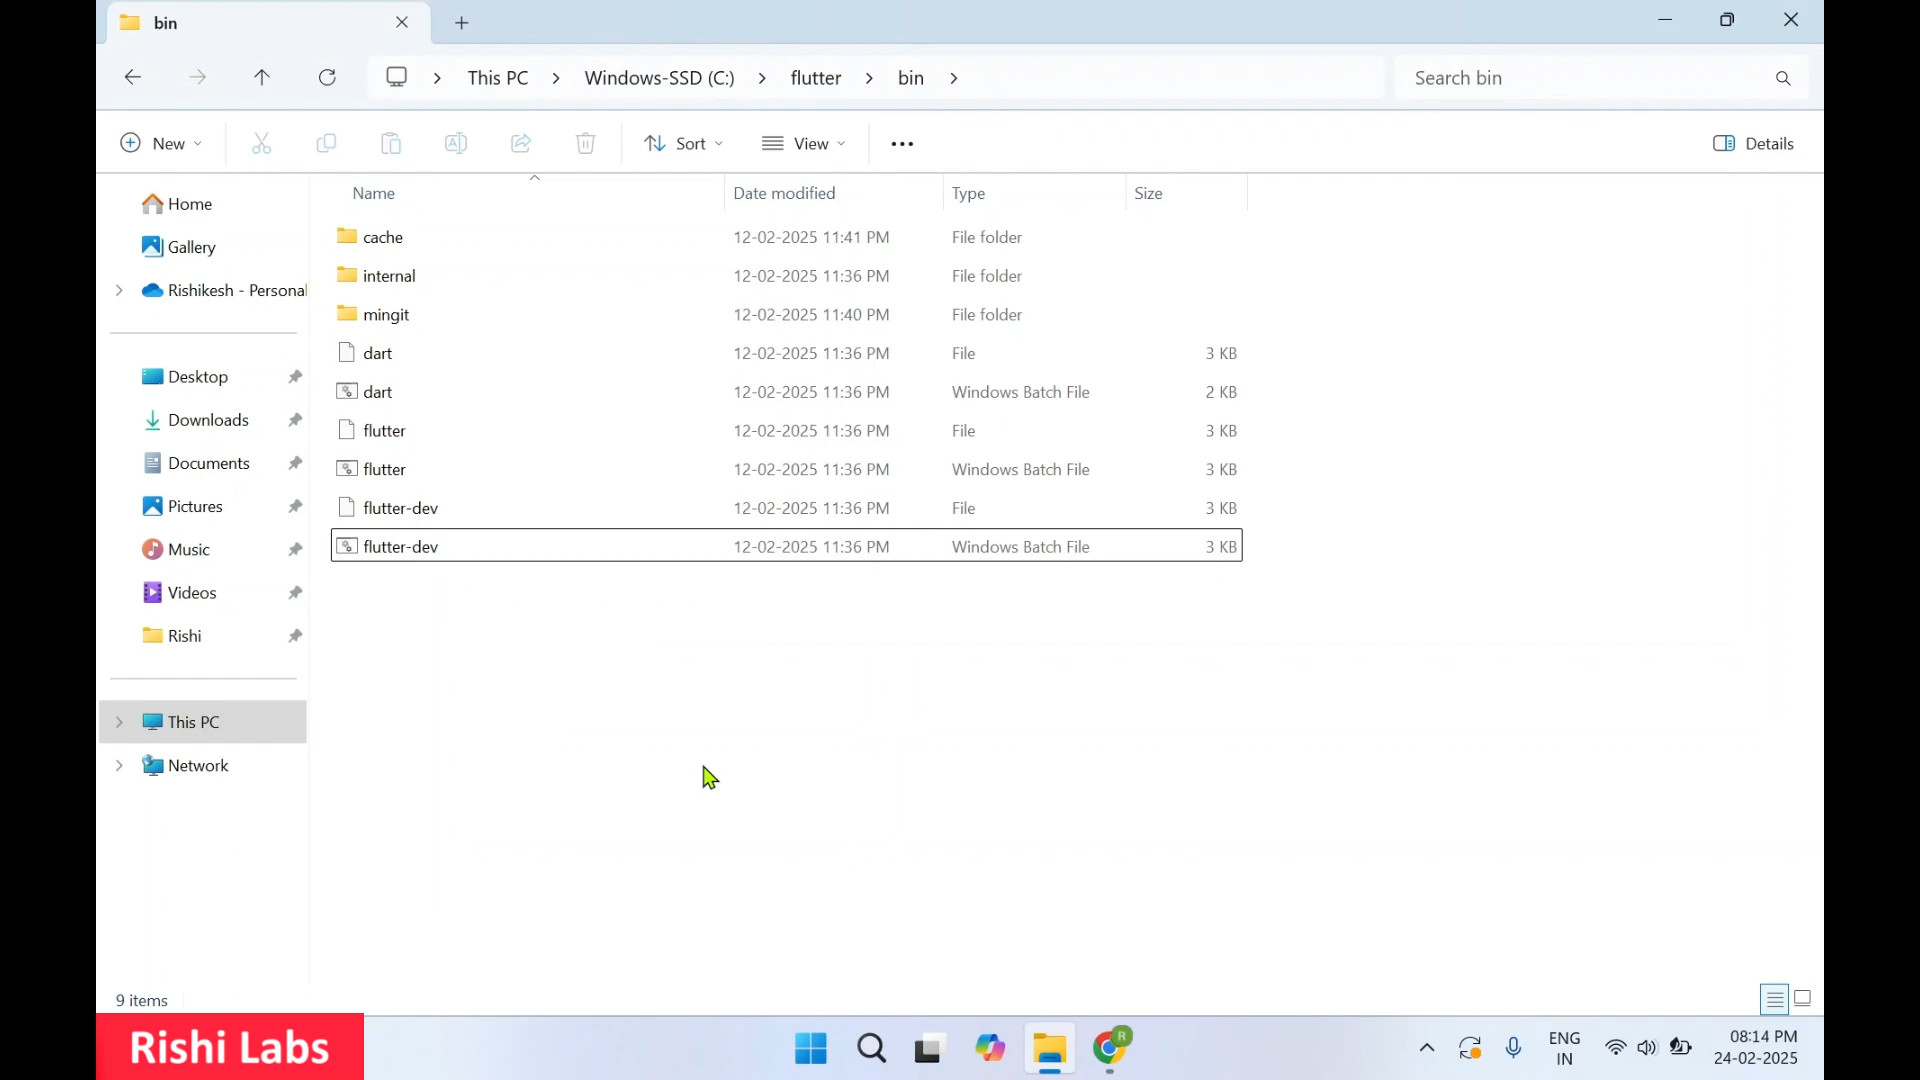 bin
This PC > Windows-SSD (C:) > flutter > bin >
Search bin
New
Sort
View
Details
Name Date modified Type Size
Home
Gallery
Rishikesh - Personal
Desktop
Downloads
Documents
Pictures
Music
Videos
Rishi
This PC
Network
cache 12-02-2025 11:41 PM File folder
internal 12-02-2025 11:36 PM File folder
mingit 12-02-2025 11:40 PM File folder
dart 12-02-2025 11:36 PM File 3 KB
dart 12-02-2025 11:36 PM Windows Batch File 2 KB
flutter 12-02-2025 11:36 PM File 3 KB
flutter 12-02-2025 11:36 PM Windows Batch File 3 KB
flutter-dev 12-02-2025 11:36 PM File 3 KB
flutter-dev 12-02-2025 11:36 PM Windows Batch File 3 KB
9 items
Rishi Labs
R
ENG
IN
08:14 PM
24-02-2025